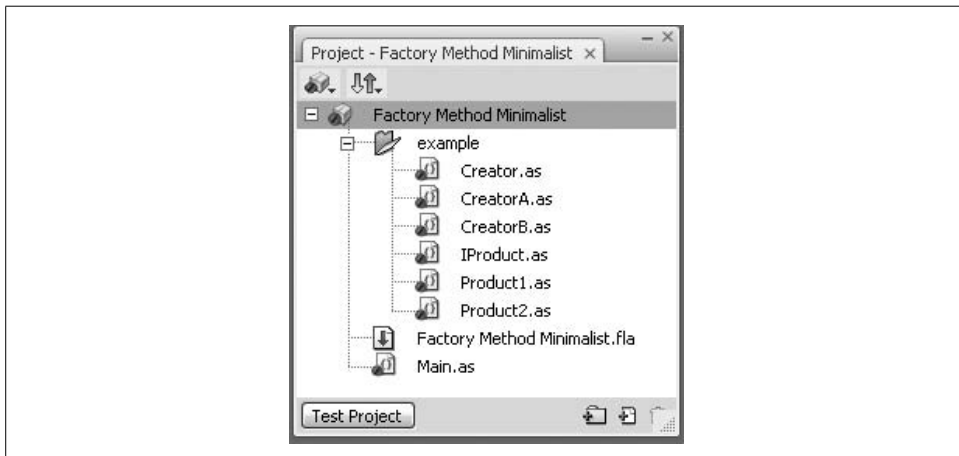 Project - Factory Method Minimalist
Factory Method Minimalist
example
Creator.as
CreatorA.as
CreatorB.as
IProduct.as
Product1.as
Product2.as
Factory Method Minimalist.fla
Main.as
Test Project